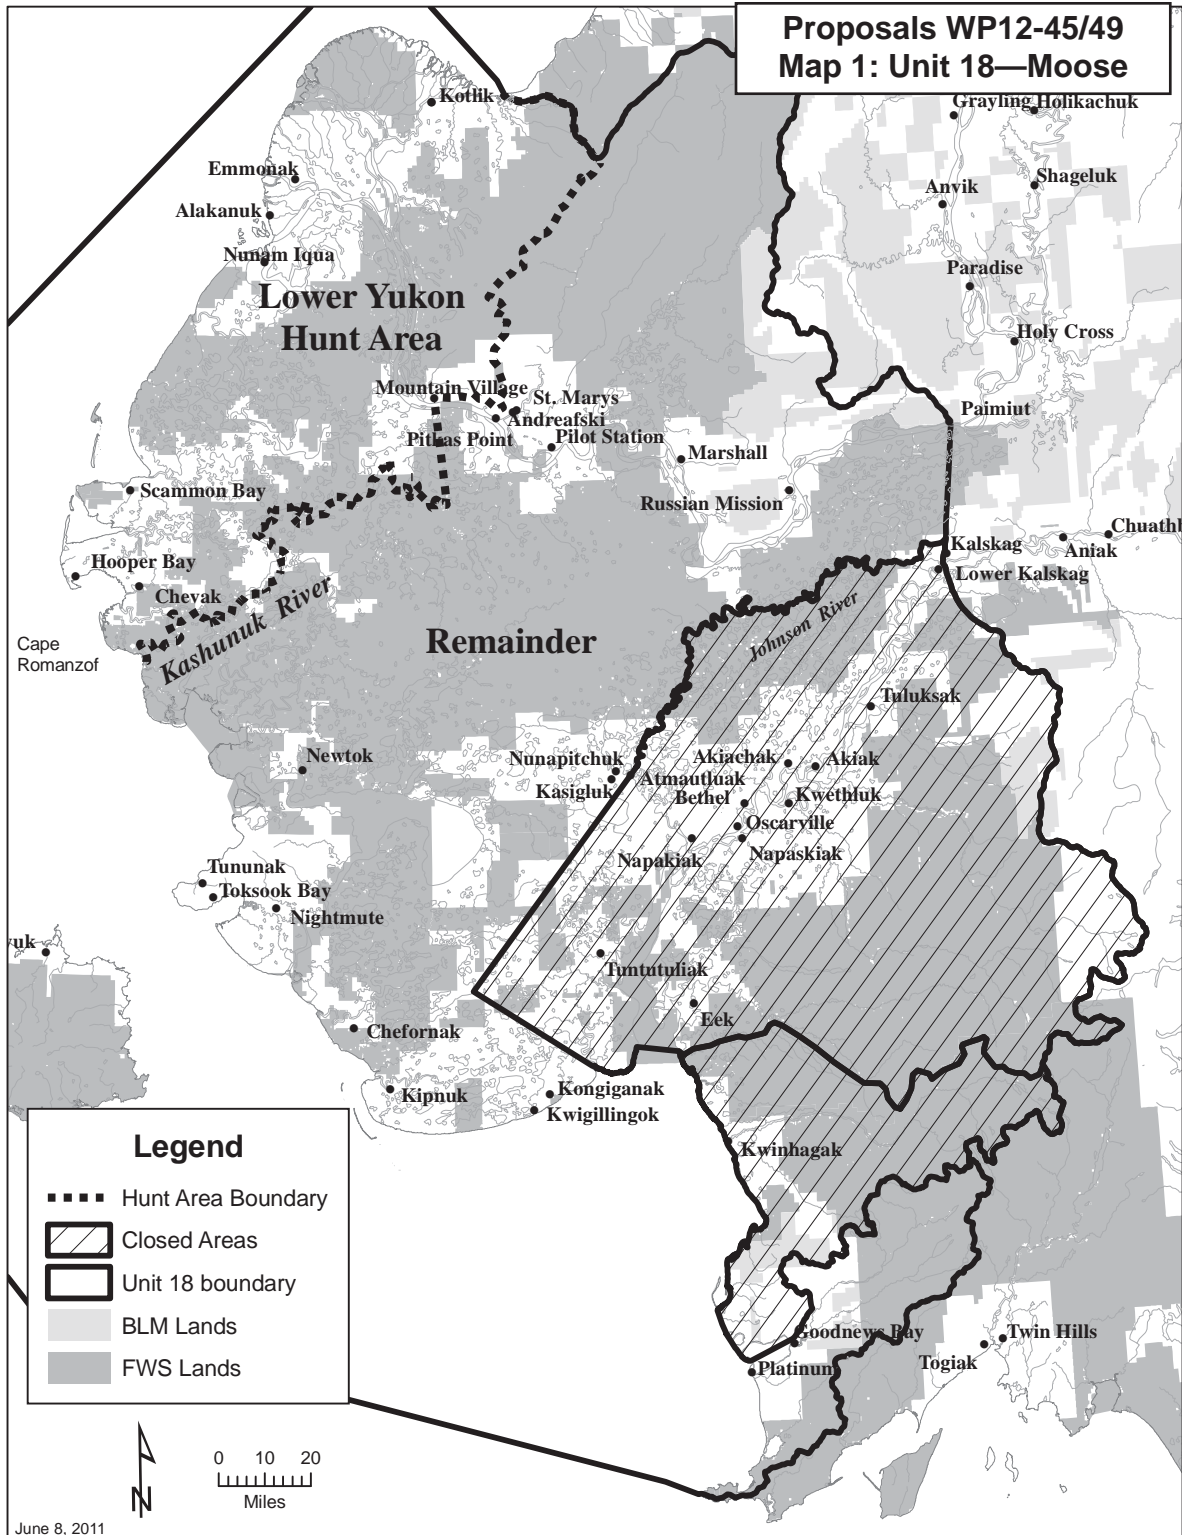 Proposals WP12-45/49
Map 1: Unit 18—Moose
Kotlik
Grayling
Holikachuk
Emmonak
Shageluk
Anvik
Alakanuk
Nunam Iqua
Paradise
Lower Yukon
Hunt Area
Holy Cross
Mountain Village
St. Marys
Andreafski
Paimiut
Pitkas Point
Pilot Station
Marshall
Scammon Bay
Russian Mission
Chuathb
Kalskag
Aniak
Hooper Bay
Lower Kalskag
Chevak
Kashunuk River
Johnson River
Cape
Romanzof
Remainder
Tuluksak
Newtok
Nunapitchuk
Akiachak
Akiak
Kasigluk
Atmautluak
Bethel
Kwethluk
Oscarville
Napakiak
Napaskiak
Tununak
Toksook Bay
Nightmute
yuk
Tuntutuliak
Eek
Chefornak
Kipnuk
Kongiganak
Kwigillingok
Kwinhagak
Legend
Hunt Area Boundary
Closed Areas
Unit 18 boundary
BLM Lands
FWS Lands
Goodnews Bay
Twin Hills
Togiak
Platinum
N
0 10 20
Miles
June 8, 2011